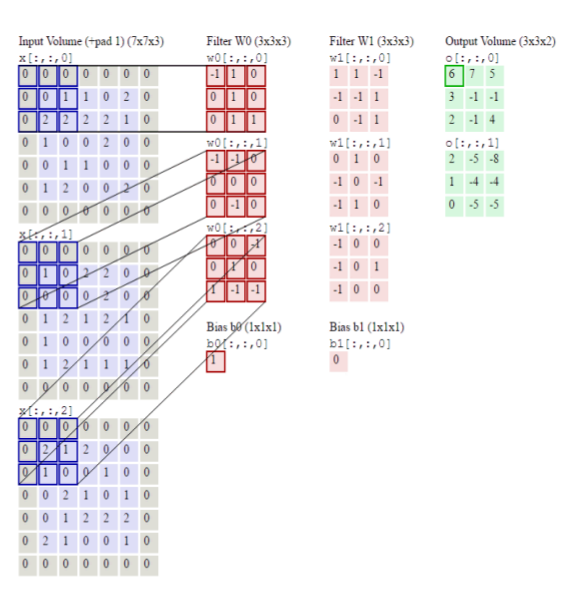 Input Volume (+pad 1) (7x7x3)
x[:,:,0]
0 0 0 0 0 0 0
0 0 1 1 0 2 0
0 2 2 2 2 1 0
0 1 0 0 2 0 0
0 0 1 1 0 0 0
0 1 2 0 0 2 0
0 0 0 0 0 0 0
x[:,:,1]
0 0 0 0 0 0 0
0 1 0 2 2 0 0
0 0 0 0 2 0 0
0 1 2 1 2 1 0
0 1 0 0 0 0 0
0 1 2 1 1 1 0
0 0 0 0 0 0 0
x[:,:,2]
0 0 0 0 0 0 0
0 2 1 2 0 0 0
0 1 0 0 1 0 0
0 0 2 1 0 1 0
0 0 1 2 2 2 0
0 2 1 0 0 1 0
0 0 0 0 0 0 0
Filter W0 (3x3x3)
w0[:,:,0]
-1 1 0
0 1 0
0 1 1
w0[:,:,1]
-1 -1 0
0 0 0
0 -1 0
w0[:,:,2]
0 0 -1
0 1 0
1 -1 -1
Bias b0 (1x1x1)
b0[:,:,0]
1
Filter W1 (3x3x3)
w1[:,:,0]
1 1 -1
-1 -1 1
0 -1 1
w1[:,:,1]
0 1 0
-1 0 -1
-1 1 0
w1[:,:,2]
-1 0 0
-1 0 1
-1 0 0
Bias b1 (1x1x1)
b1[:,:,0]
0
Output Volume (3x3x2)
o[:,:,0]
6 7 5
3 -1 -1
2 -1 4
o[:,:,1]
2 -5 -8
1 -4 -4
0 -5 -5